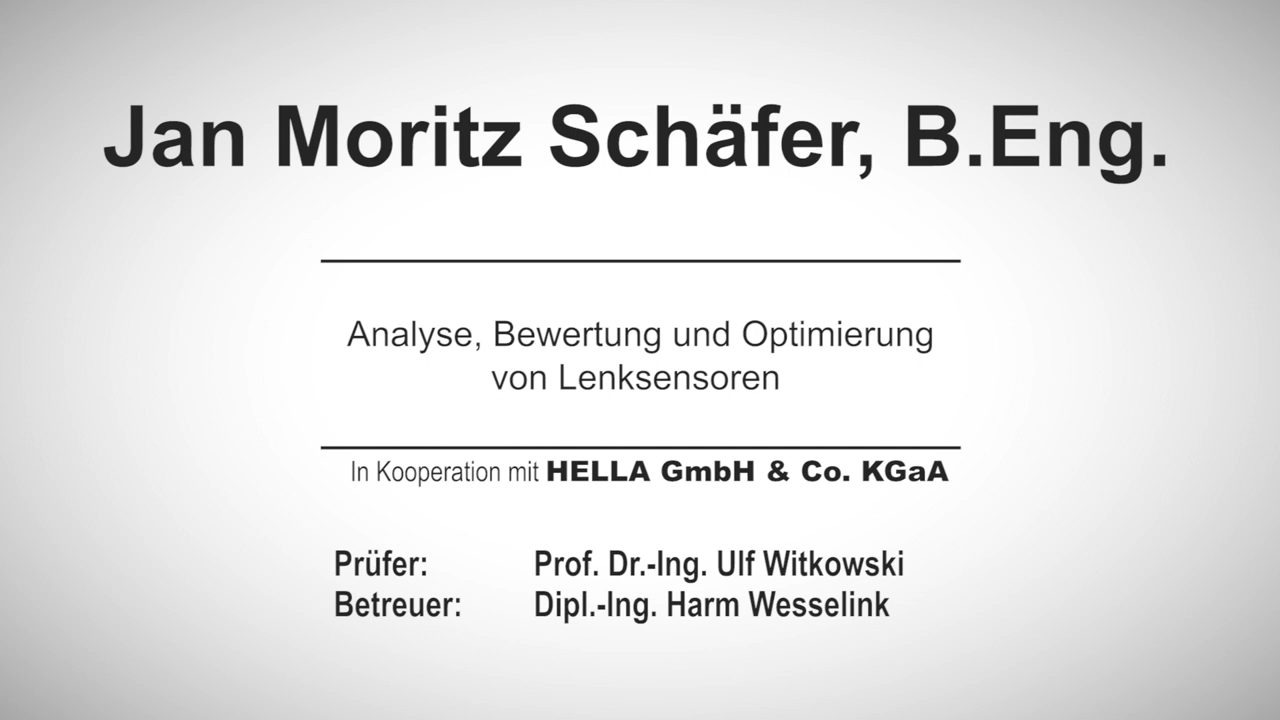 Jan Moritz Schäfer, B.Eng.
Analyse, Bewertung und Optimierung
von Lenksensoren
In Kooperation mit HELLA GmbH & Co. KGaA
Prüfer: Prof. Dr.-Ing. Ulf Witkowski
Betreuer: Dipl.-Ing. Harm Wesselink